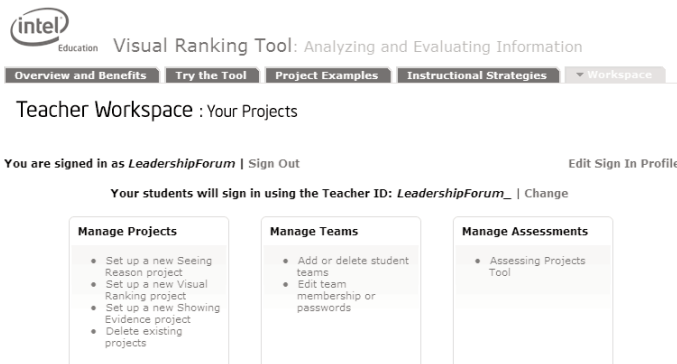 intel
Education
Visual Ranking Tool: Analyzing and Evaluating Information
Overview and Benefits
Try the Tool
Project Examples
Instructional Strategies
Workspace
Teacher Workspace : Your Projects
You are signed in as LeadershipForum | Sign Out
Edit Sign In Profile
Your students will sign in using the Teacher ID: LeadershipForum_ | Change
Manage Projects
Set up a new Seeing
Reason project
Set up a new Visual
Ranking project
Set up a new Showing
Evidence project
Delete existing
projects
Manage Teams
Add or delete student
teams
Edit team
membership or
passwords
Manage Assessments
Assessing Projects
Tool